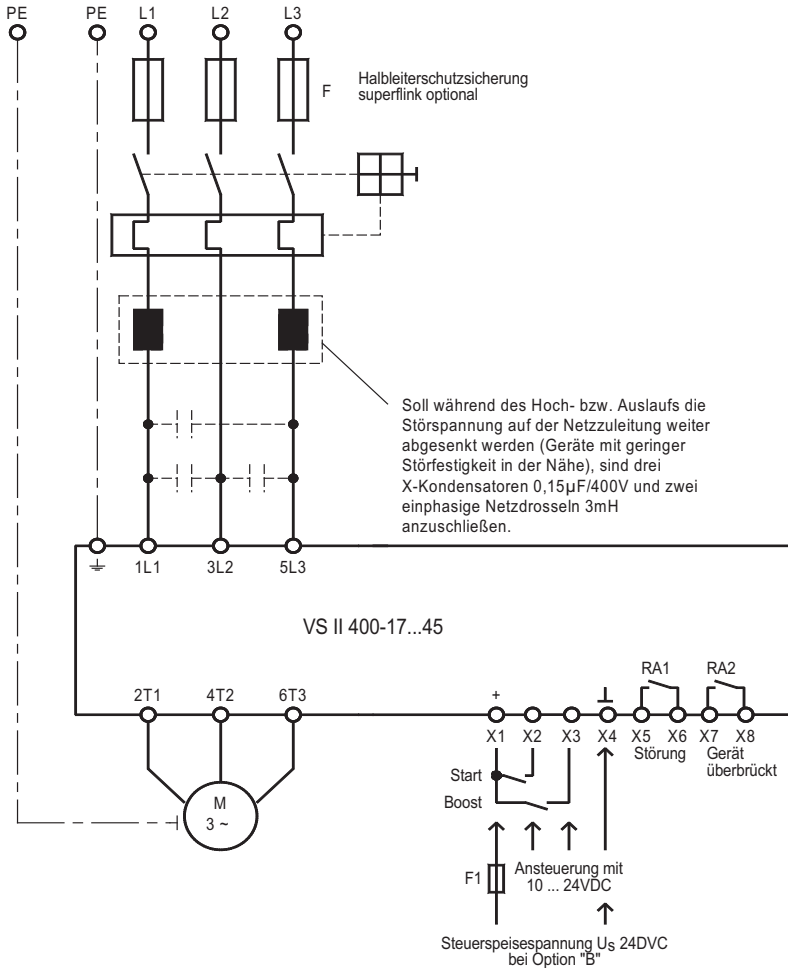 PE PE L1 L2 L3
F
Halbleiterschutzsicherung
superflink optional
Soll während des Hoch- bzw. Auslaufs die
Störspannung auf der Netzzuleitung weiter
abgesenkt werden (Geräte mit geringer
Störfestigkeit in der Nähe), sind drei
X-Kondensatoren 0,15µF/400V und zwei
einphasige Netzdrosseln 3mH
anzuschließen.
1L1 3L2 5L3
VS II 400-17...45
RA1 RA2
2T1 4T2 6T3 +
X1 X2 X3 X4 X5 X6 X7 X8
Störung
Gerät
überbrückt
Start
Boost
M
3 ~
F1
Ansteuerung mit
10 ... 24VDC
Steuerspeisespannung US 24DVC
bei Option "B"